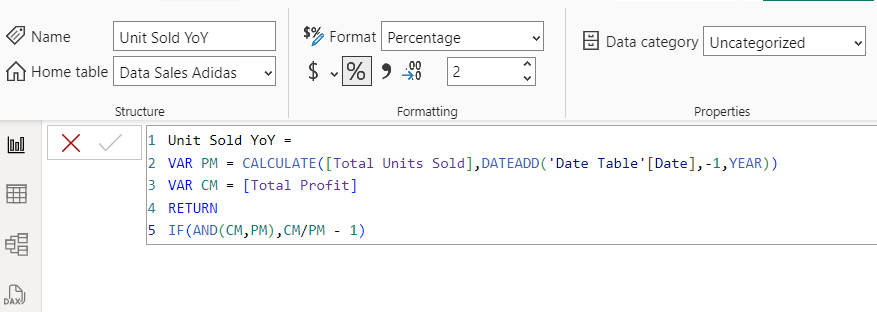 Name Unit Sold YoY $% Format Percentage Data category Uncategorized
Home table Data Sales Adidas $ % 9 .00 →.0 2
Structure Formatting Properties
1 Unit Sold YoY =
2 VAR PM = CALCULATE([Total Units Sold],DATEADD('Date Table'[Date],-1,YEAR))
3 VAR CM = [Total Profit]
4 RETURN
5 IF(AND(CM,PM),CM/PM - 1)
DAX